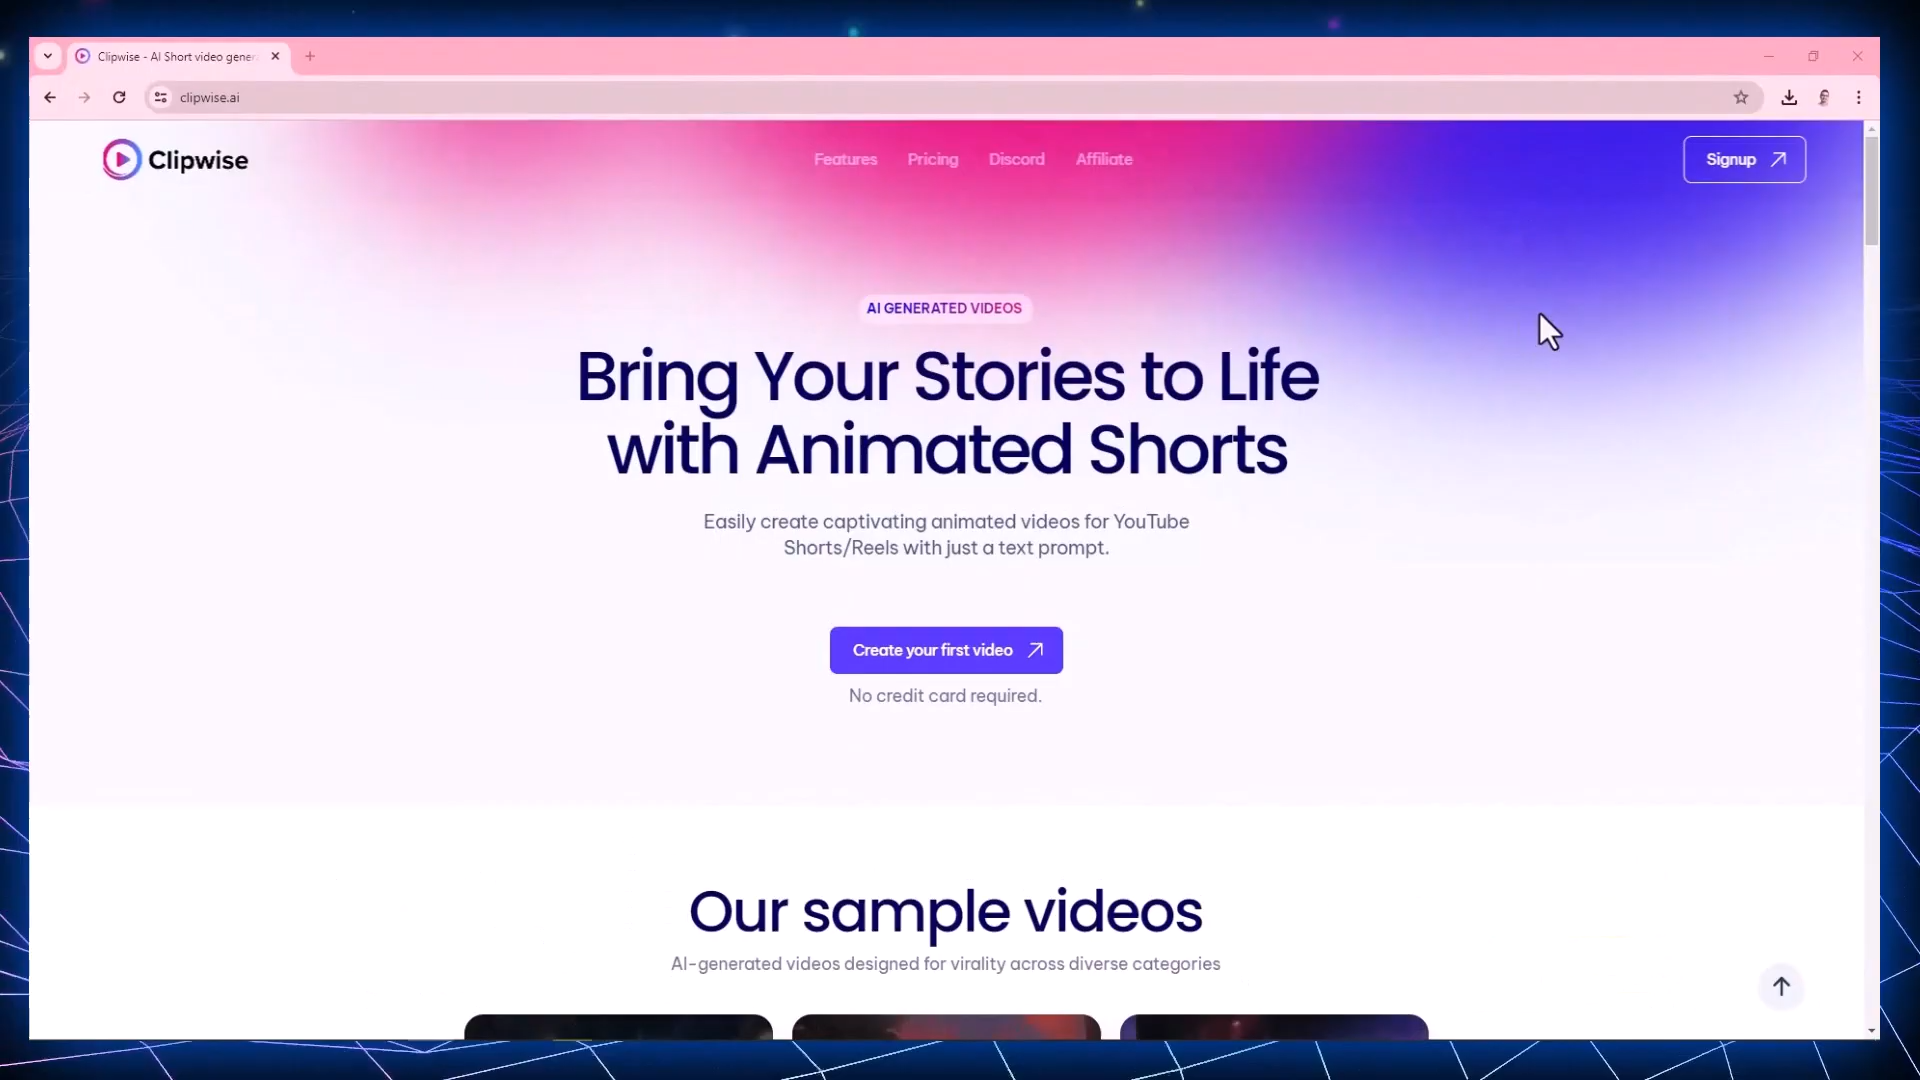 Clipwise - AI Short video gener
clipwise.ai
Clipwise
Features
Pricing
Discord
Affiliate
Signup
AI GENERATED VIDEOS
Bring Your Stories to Life
with Animated Shorts
Easily create captivating animated videos for YouTube
Shorts/Reels with just a text prompt.
Create your first video
No credit card required.
Our sample videos
AI-generated videos designed for virality across diverse categories